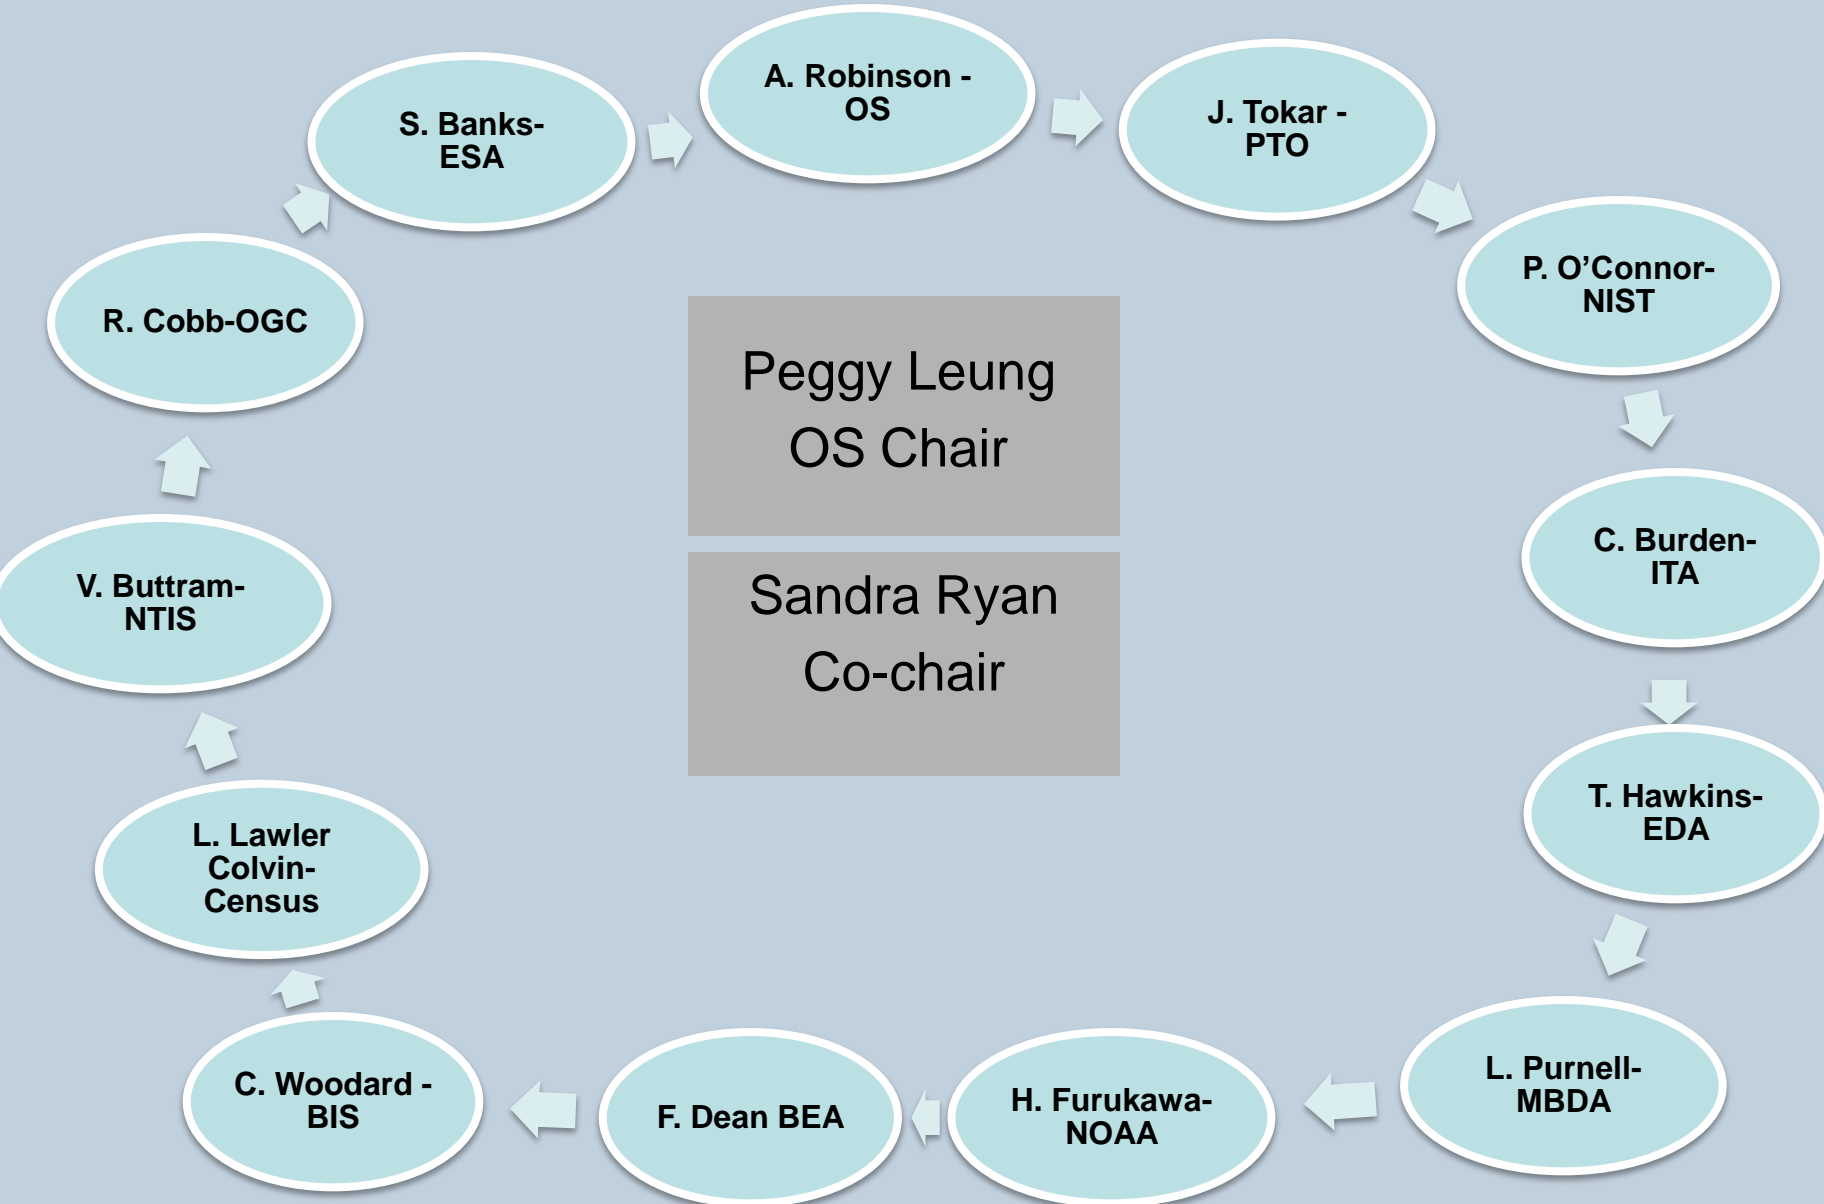 A. Robinson -
OS
J. Tokar -
PTO
P. O’Connor-
NIST
C. Burden-
ITA
T. Hawkins-
EDA
L. Purnell-
MBDA
H. Furukawa-
NOAA
F. Dean BEA
C. Woodard -
BIS
L. Lawler
Colvin-
Census
V. Buttram-
NTIS
R. Cobb-OGC
S. Banks-
ESA
Peggy Leung
OS Chair
Sandra Ryan
Co-chair